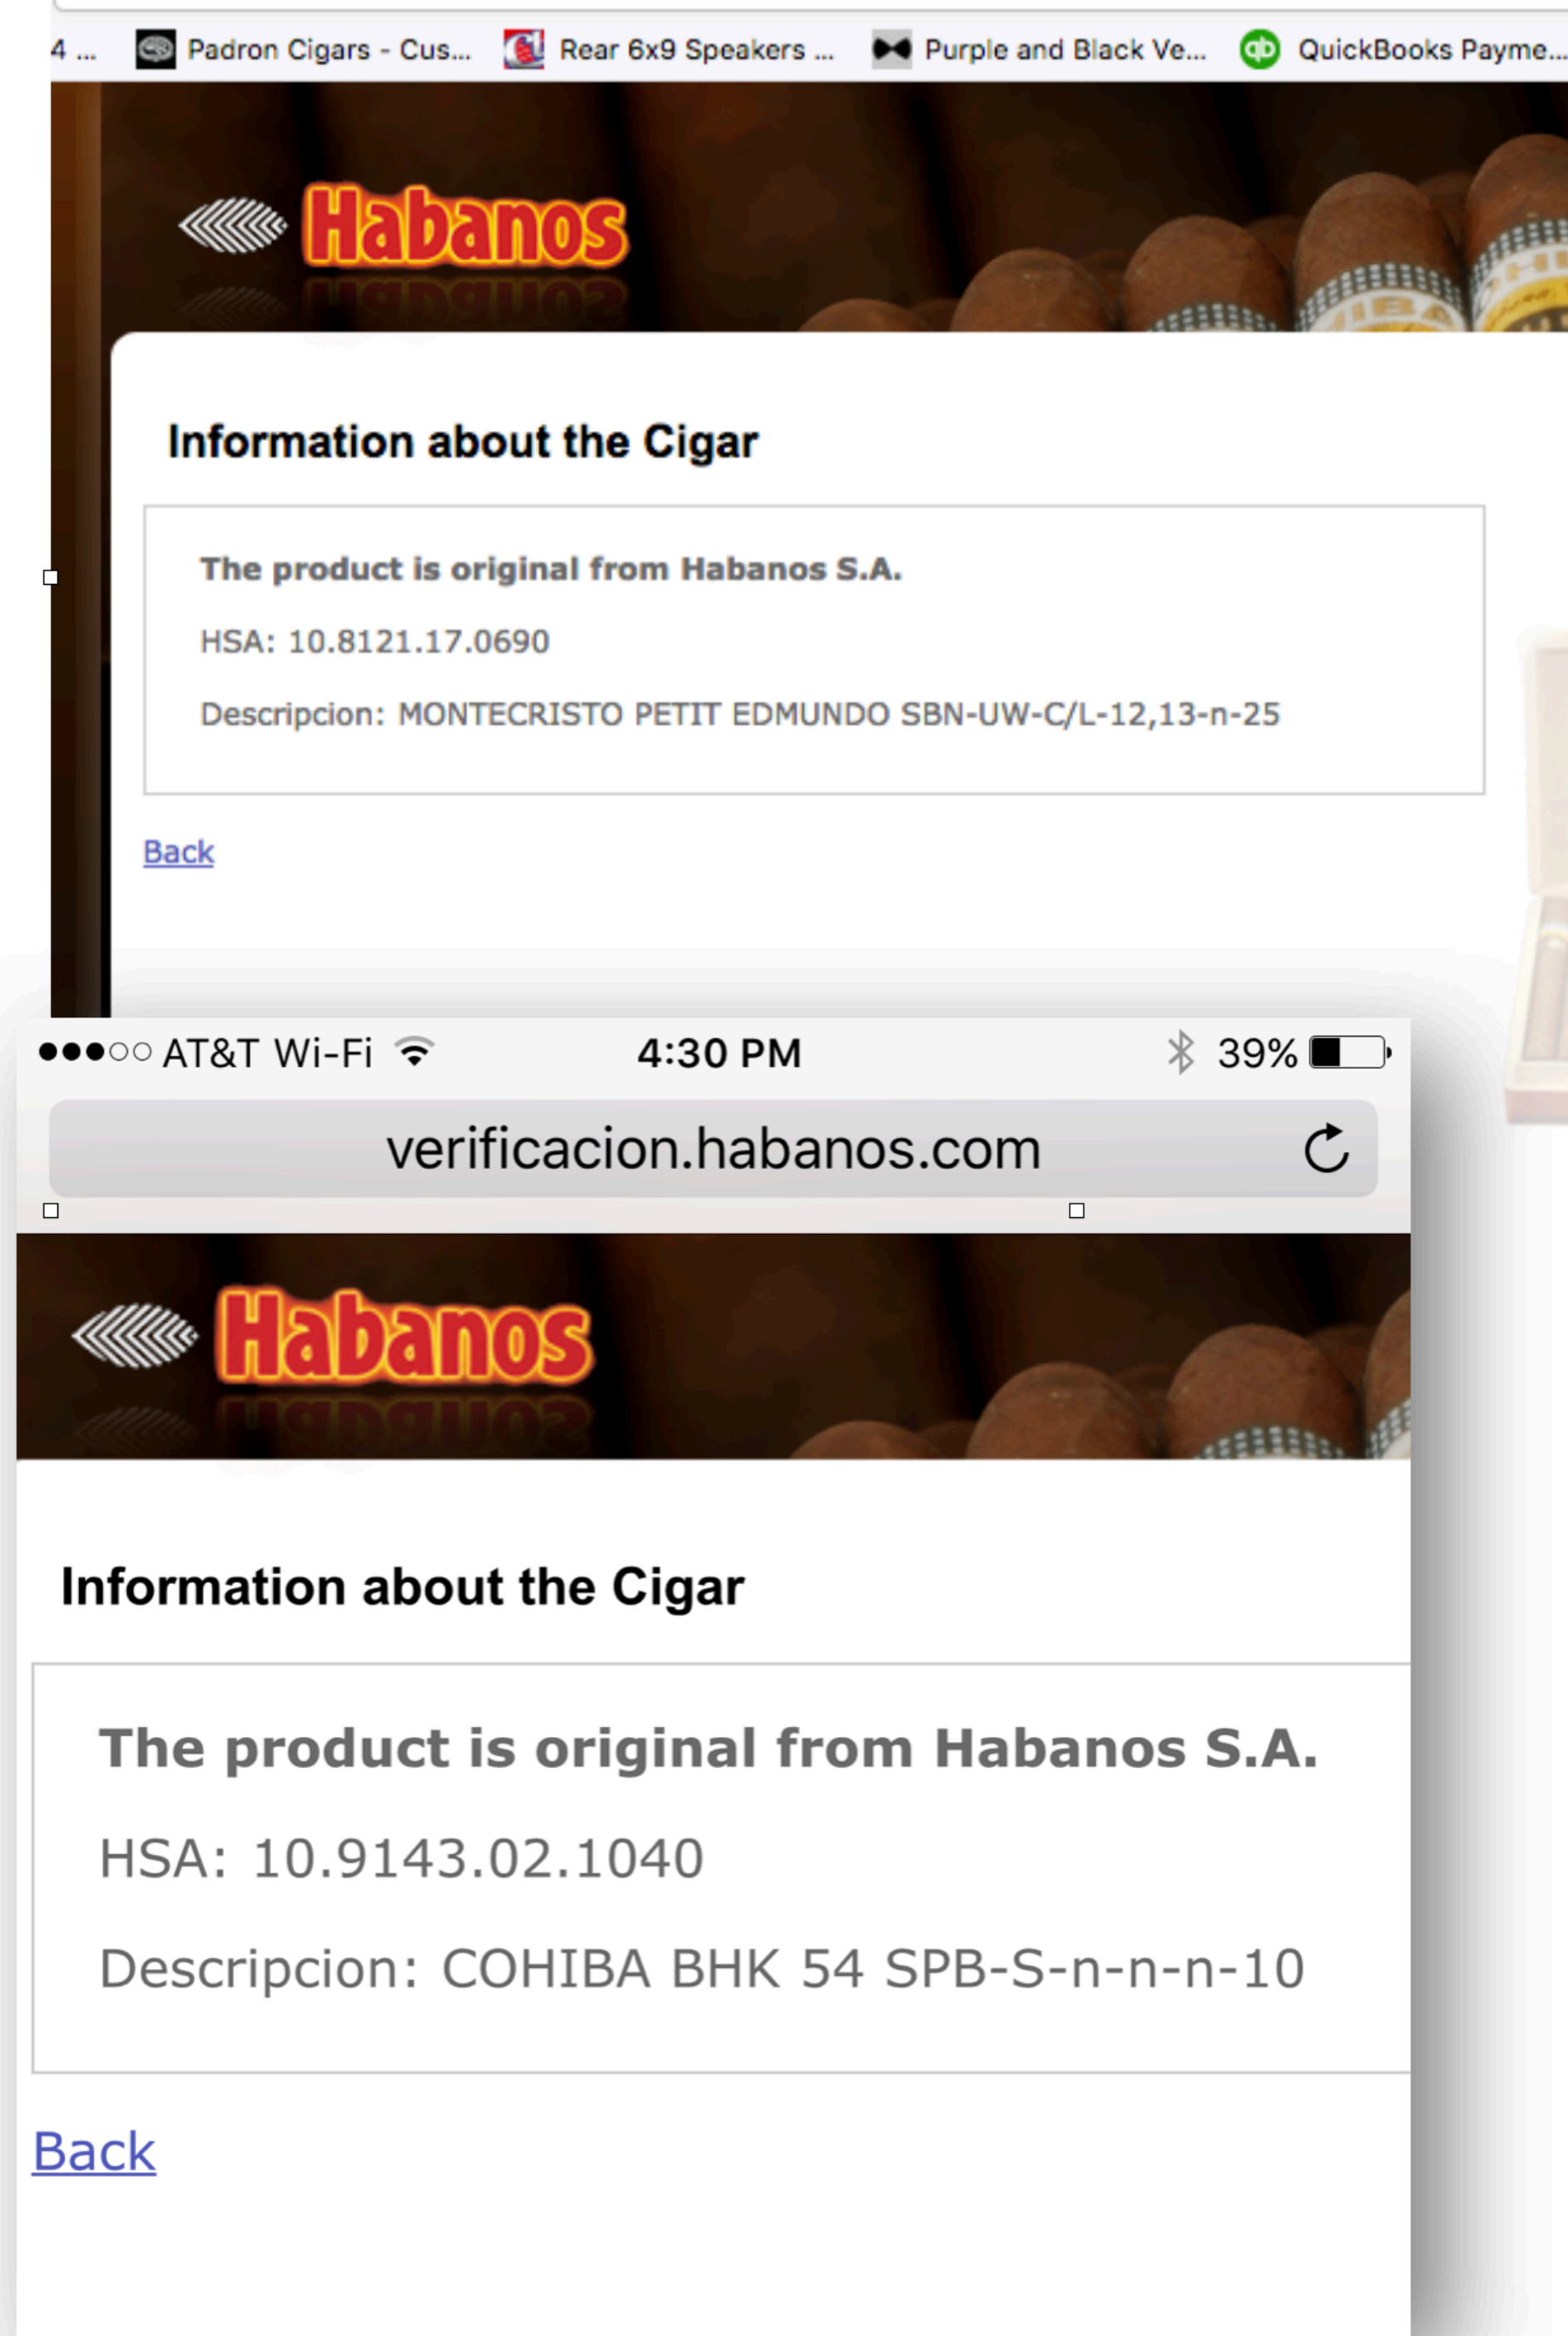 4 ... Padron Cigars - Cus... Rear 6x9 Speakers ... Purple and Black Ve... qb QuickBooks Payme...
Habanos
Information about the Cigar
The product is original from Habanos S.A.
HSA: 10.8121.17.0690
Descripcion: MONTECRISTO PETIT EDMUNDO SBN-UW-C/L-12,13-n-25
Back
AT&T Wi-Fi 4:30 PM 39%
verificacion.habanos.com
Habanos
Information about the Cigar
The product is original from Habanos S.A.
HSA: 10.9143.02.1040
Descripcion: COHIBA BHK 54 SPB-S-n-n-n-10
Back